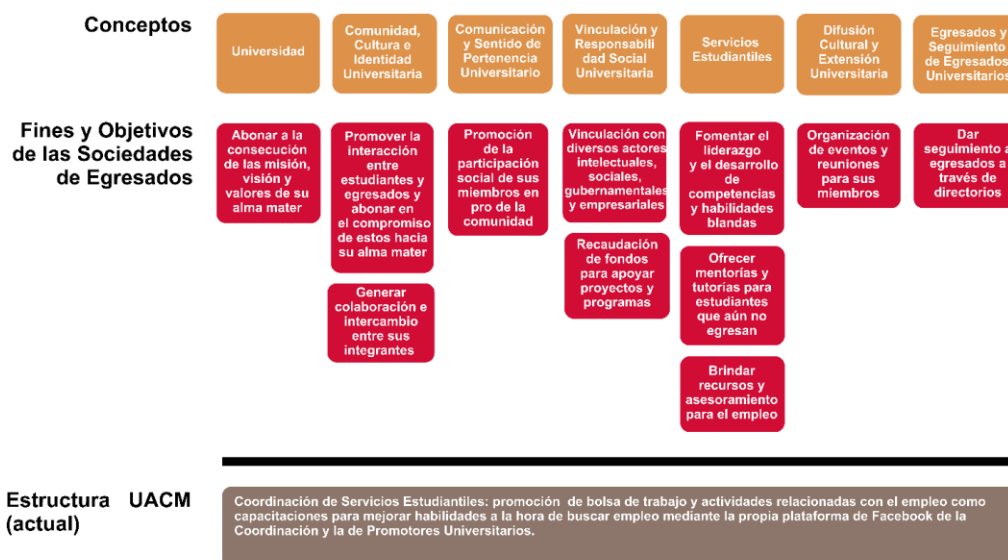 Conceptos
Universidad
Comunidad,
Cultura e
Identidad
Universitaria
Comunicación
y Sentido de
Pertenencia
Universitario
Vinculación y
Responsabili
dad Social
Universitaria
Servicios
Estudiantiles
Difusión
Cultural y
Extensión
Universitaria
Egresados y
Seguimiento
de Egresados
Universitarios
Fines y Objetivos
de las Sociedades
de Egresados
Abonar a la
consecución
de las misión,
visión y
valores de su
alma mater
Promover la
interacción
entre
estudiantes y
egresados y
abonar en
el compromiso
de estos hacia
su alma mater
Generar
colaboración e
intercambio
entre sus
integrantes
Promoción
de la
participación
social de sus
miembros en
pro de la
comunidad
Vinculación con
diversos actores
intelectuales,
sociales,
gubernamentales
y empresariales
Recaudación
de fondos
para apoyar
proyectos y
programas
Fomentar el
liderazgo
y el desarrollo
de
competencias
y habilidades
blandas
Ofrecer
mentorías y
tutorías para
estudiantes
que aún no
egresan
Brindar
recursos y
asesoramiento
para el empleo
Organización
de eventos y
reuniones
para sus
miembros
Dar
seguimiento a
egresados a
través de
directorios
Estructura UACM
(actual)
Coordinación de Servicios Estudiantiles: promoción de bolsa de trabajo y actividades relacionadas con el empleo como
capacitaciones para mejorar habilidades a la hora de buscar empleo mediante la propia plataforma de Facebook de la
Coordinación y la de Promotores Universitarios.